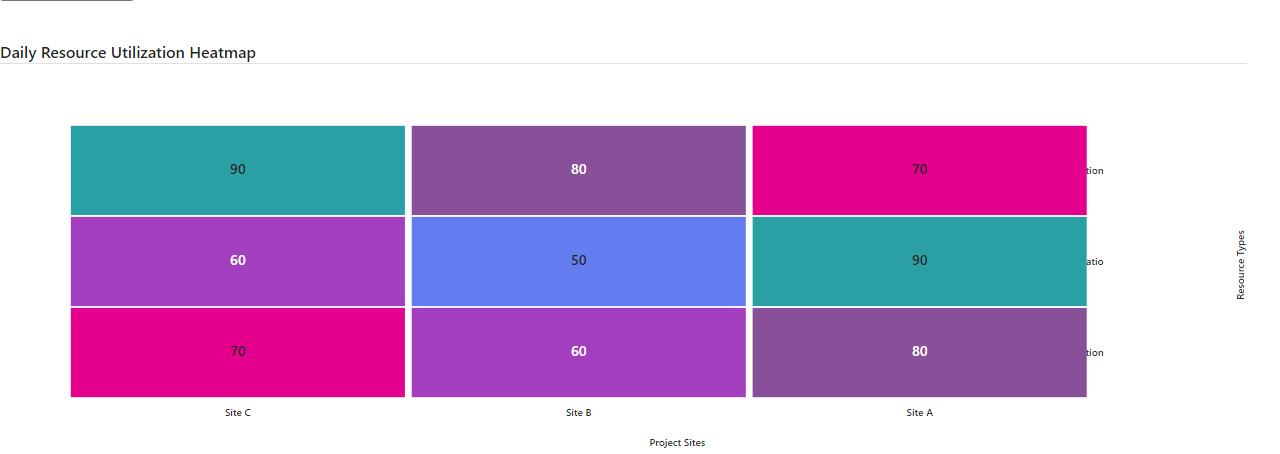 Daily Resource Utilization Heatmap
90 80 70 tion
60 50 90 atio
70 60 80 tion
Resource Types
Site C Site B Site A
Project Sites